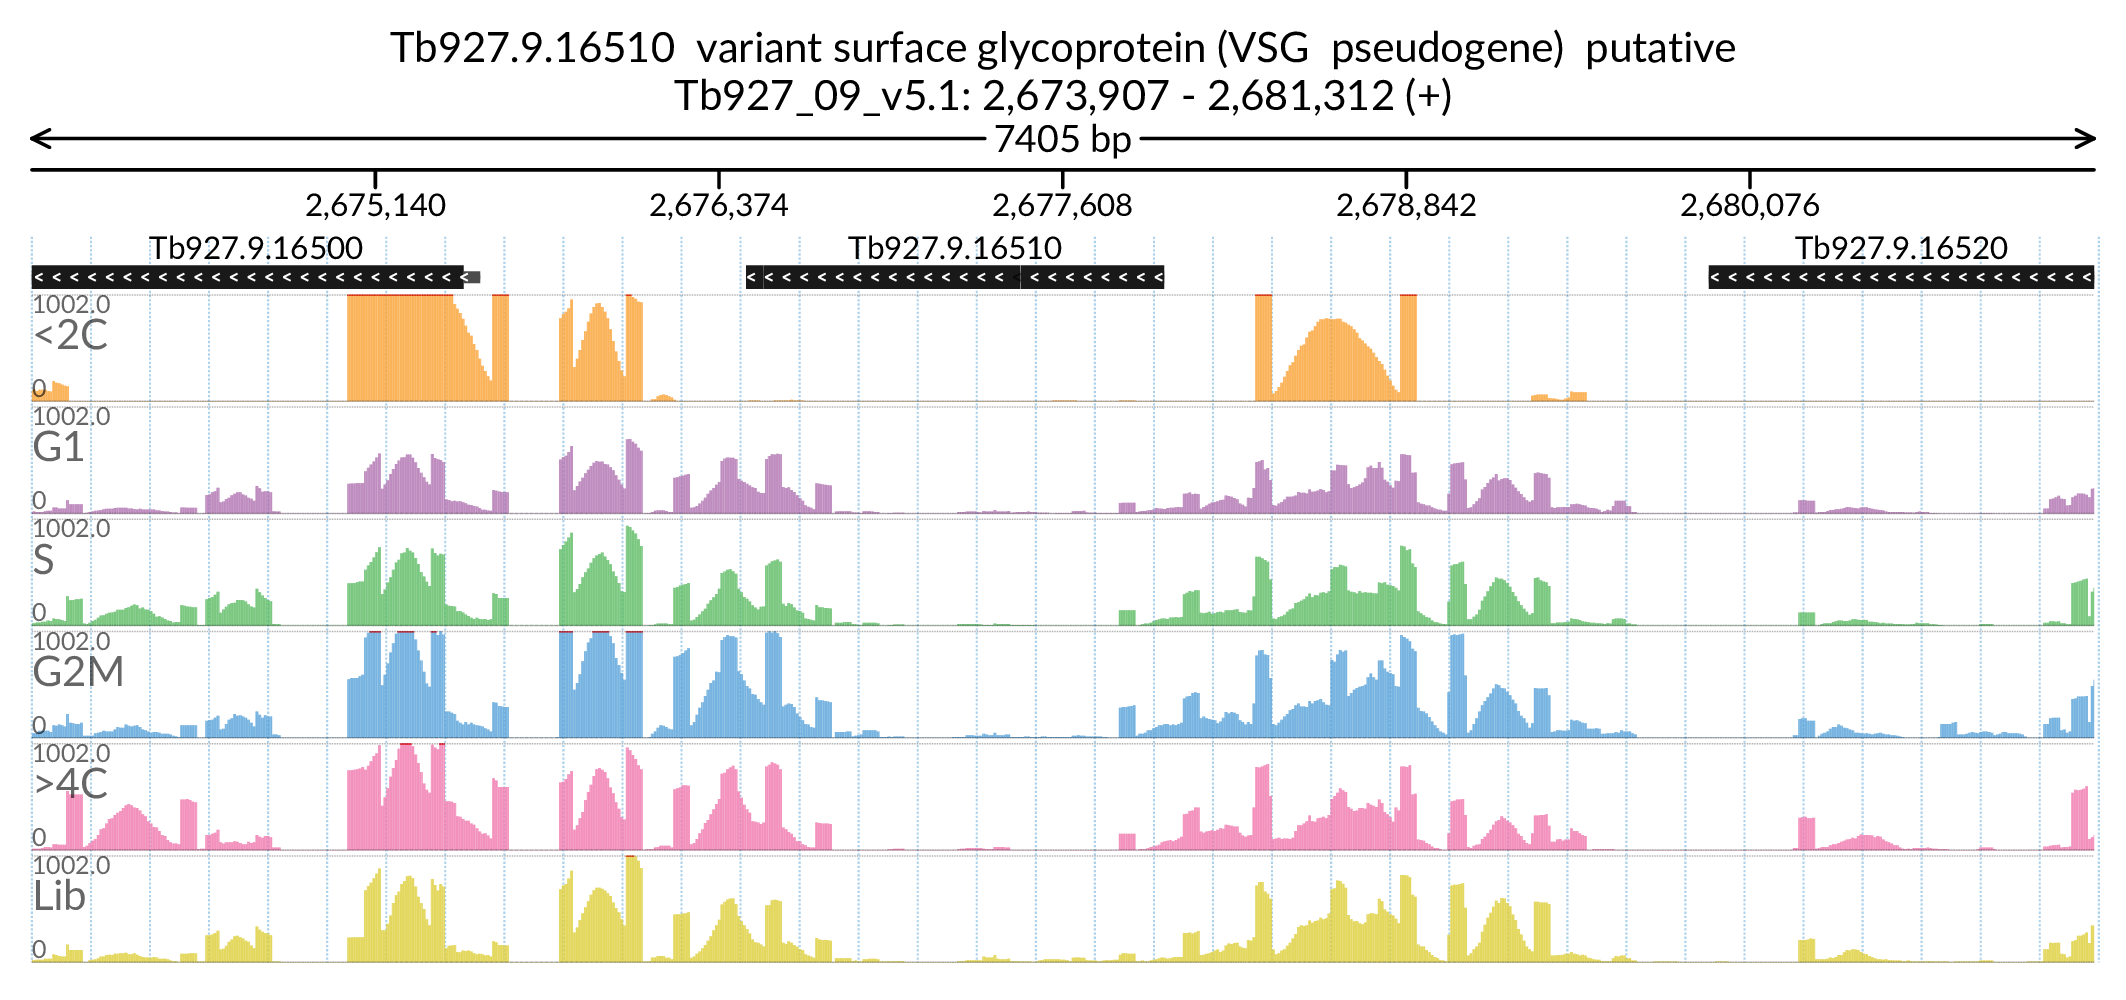 Tb927.9.16510  variant surface glycoprotein (VSG  pseudogene)  putative
Tb927_09_v5.1: 2,673,907 - 2,681,312 (+)
7405 bp
2,675,140 2,676,374 2,677,608 2,678,842 2,680,076
Tb927.9.16500 Tb927.9.16510 Tb927.9.16520
1002.0
<2C
0
1002.0
G1
0
1002.0
S
0
1002.0
G2M
0
1002.0
>4C
0
1002.0
Lib
0